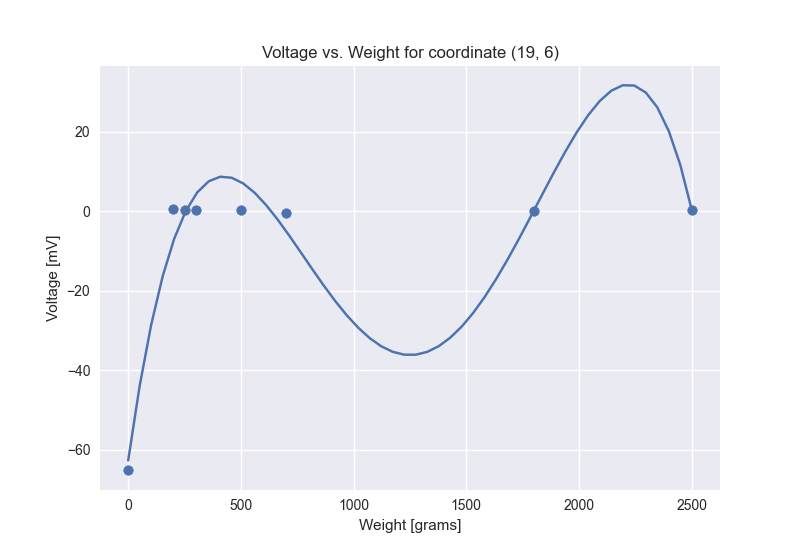 Voltage vs. Weight for coordinate (19, 6)
Voltage [mV]
20
0
−20
−40
−60
0 500 1000 1500 2000 2500
Weight [grams]